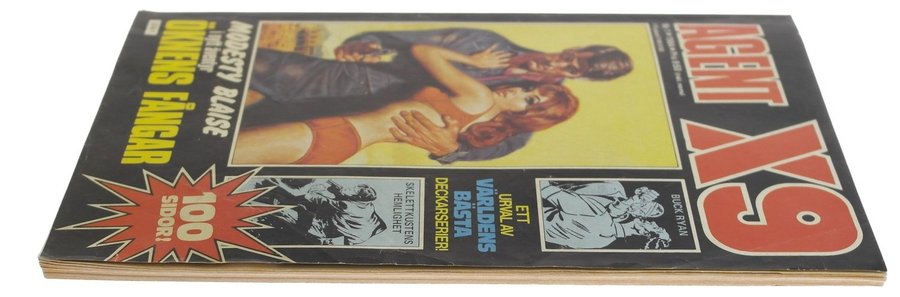 AGENT X9
BUCK RYAN
ETT
URVAL AV
VÄRLDENS
BÄSTA
DECKARSERIER!
SKELETTKUSTENS
HEMLIGHET
MODESTY BLAISE
ÖKNENS FÅNGAR
100
SIDOR!